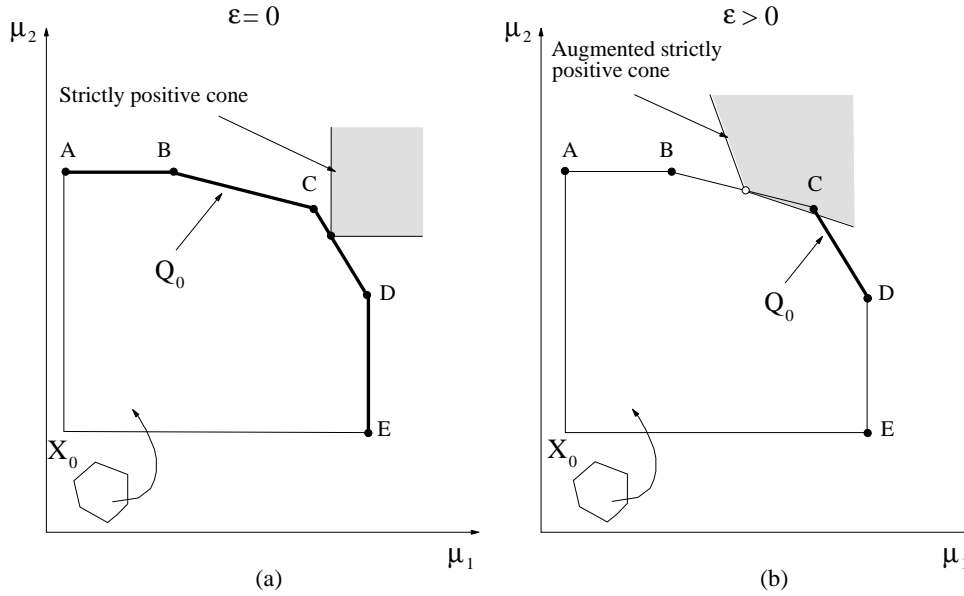 ε = 0
μ2
Strictly positive cone
A
B
C
Q0
D
E
X0
μ1
(a)
ε > 0
μ2
Augmented strictly
positive cone
A
B
C
Q0
D
E
X0
μ
(b)